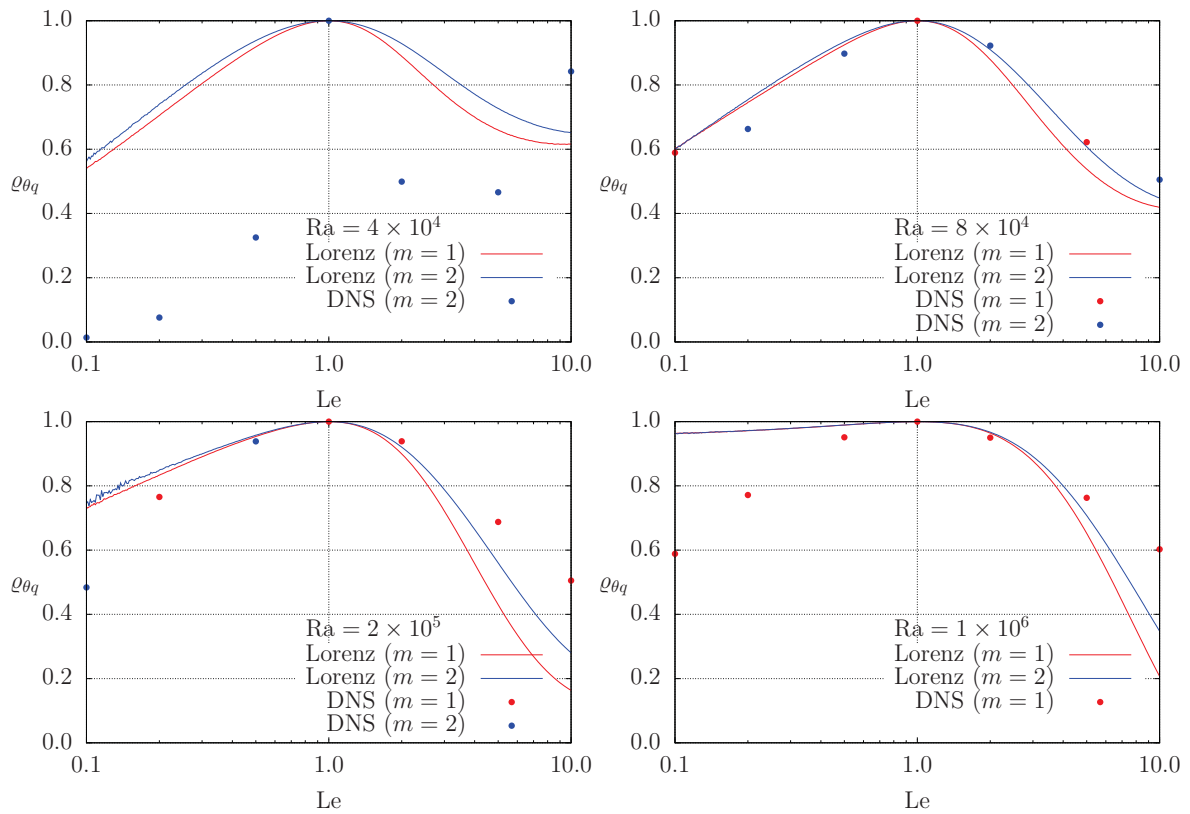 1.0
0.8
0.6
ϱθq
0.4
0.2
0.0
Ra = 4 × 10⁴
Lorenz (m = 1)
Lorenz (m = 2)
DNS (m = 2)
0.1 1.0 10.0
Le
1.0
0.8
0.6
ϱθq
0.4
0.2
0.0
Ra = 8 × 10⁴
Lorenz (m = 1)
Lorenz (m = 2)
DNS (m = 1)
DNS (m = 2)
0.1 1.0 10.0
Le
1.0
0.8
0.6
ϱθq
0.4
0.2
0.0
Ra = 2 × 10⁵
Lorenz (m = 1)
Lorenz (m = 2)
DNS (m = 1)
DNS (m = 2)
0.1 1.0 10.0
Le
1.0
0.8
0.6
ϱθq
0.4
0.2
0.0
Ra = 1 × 10⁶
Lorenz (m = 1)
Lorenz (m = 2)
DNS (m = 1)
0.1 1.0 10.0
Le